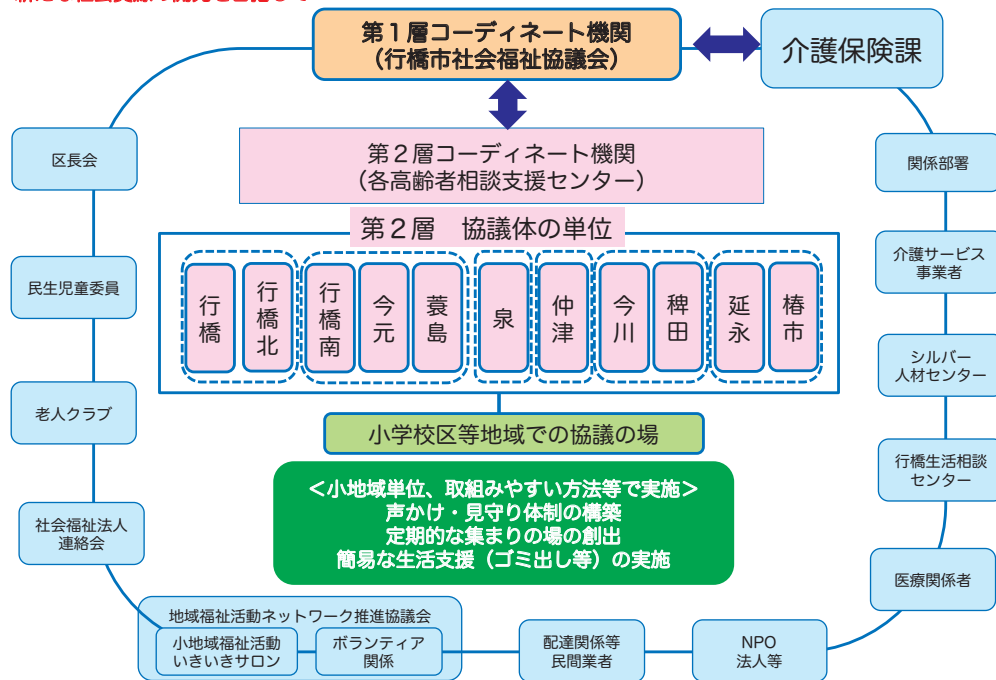 第１層コーディネート機関
（行橋市社会福祉協議会）
介護保険課
第２層コーディネート機関
（各高齢者相談支援センター）
第２層　協議体の単位
行橋
行橋北
行橋南
今元
蓑島
泉
仲津
今川
稗田
延永
椿市
小学校区等地域での協議の場
＜小地域単位、取組みやすい方法等で実施＞
声かけ・見守り体制の構築
定期的な集まりの場の創出
簡易な生活支援（ゴミ出し等）の実施
区長会
民生児童委員
老人クラブ
社会福祉法人
連絡会
地域福祉活動ネットワーク推進協議会
小地域福祉活動
いきいきサロン
ボランティア
関係
配達関係等
民間業者
NPO
法人等
医療関係者
行橋生活相談
センター
シルバー
人材センター
介護サービス
事業者
関係部署